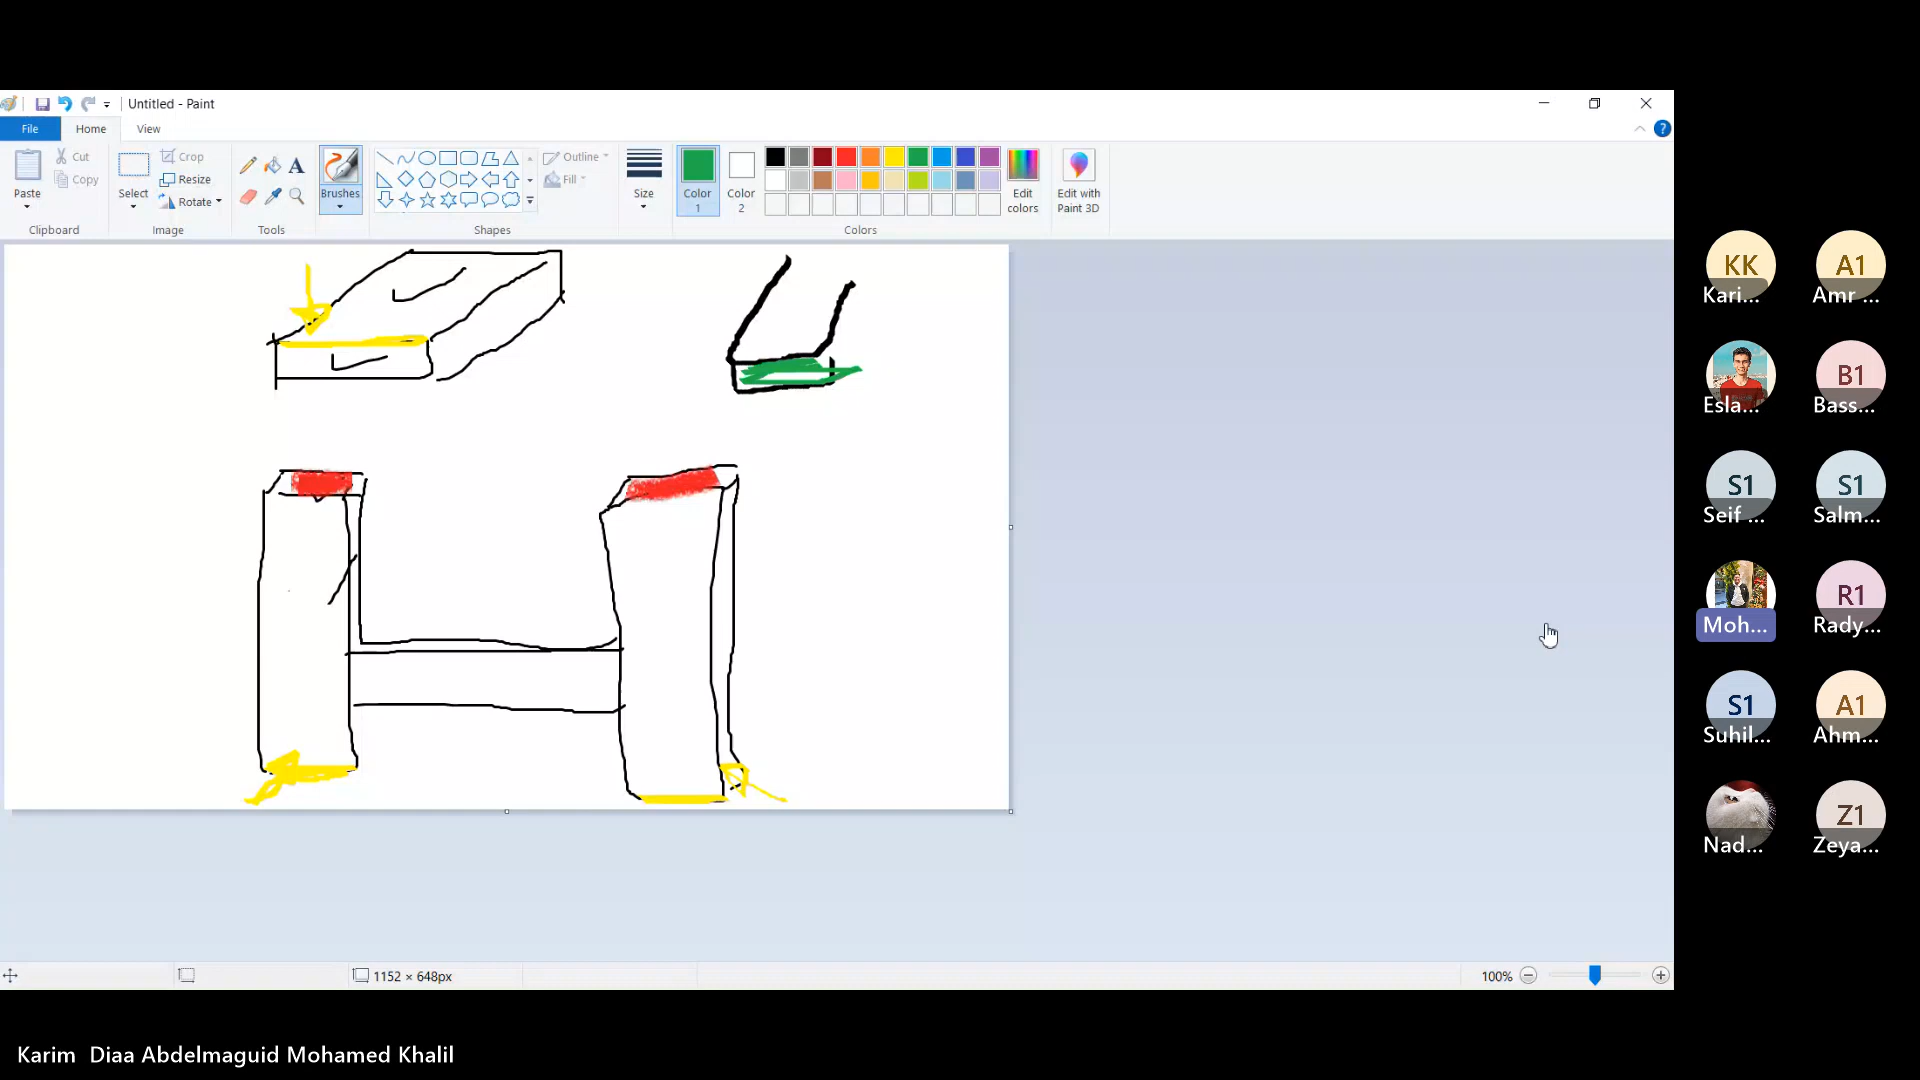 Untitled - Paint
File Home View
Paste
Cut
Copy
Clipboard
Select
Crop
Resize
Rotate
Image
Tools
A
Brushes
Shapes
Outline
Fill
Size
Color 1
Color 2
Edit colors
Colors
Edit with Paint 3D
?
1152 × 648px
100%
KK
Kari...
A1
Amr ...
Esla...
B1
Bass...
S1
Seif ...
S1
Salm...
Moh...
R1
Rady...
S1
Suhil...
A1
Ahm...
Nad...
Z1
Zeya...
Karim Diaa Abdelmaguid Mohamed Khalil